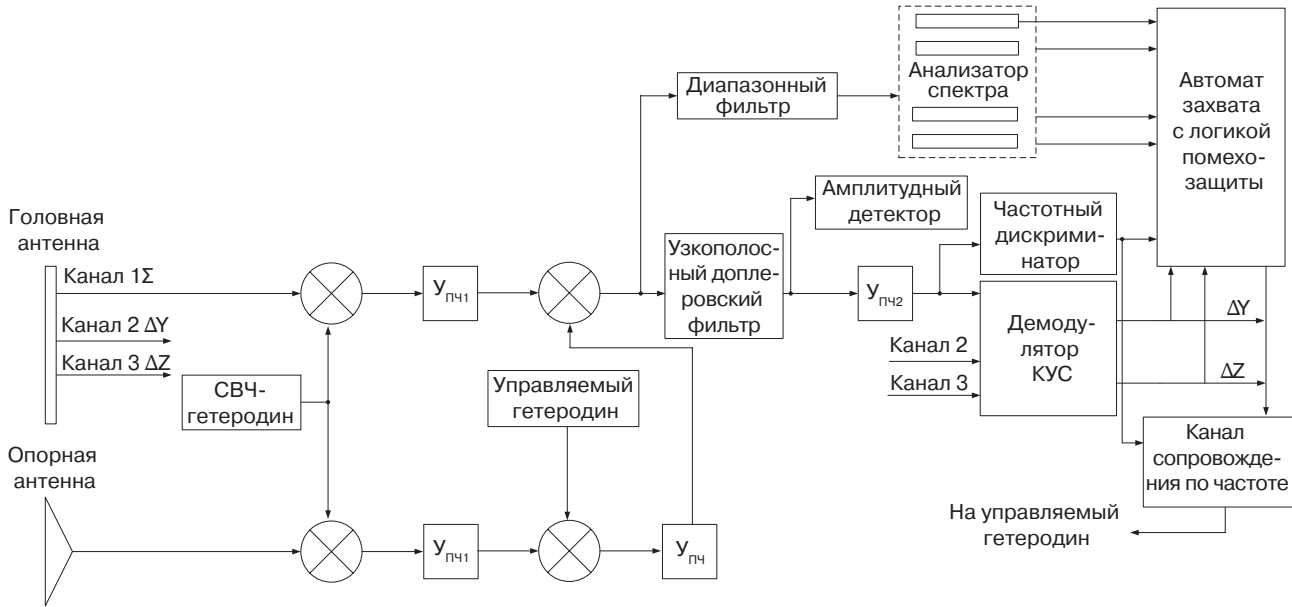 Диапазонный
фильтр
Анализатор
спектра
Автомат
захвата
с логикой
помехо-
защиты
Амплитудный
детектор
Частотный
дискрими-
натор
Головная
антенна
Канал 1Σ
Канал 2 ΔY
Канал 3 ΔZ
УПЧ1
Узкополос-
ный допле-
ровский
фильтр
УПЧ2
Демоду-
лятор
КУС
Канал 2
Канал 3
ΔY
ΔZ
СВЧ-
гетеродин
Управляемый
гетеродин
Канал
сопровожде-
ния по частоте
Опорная
антенна
УПЧ1
УПЧ
На управляемый
гетеродин